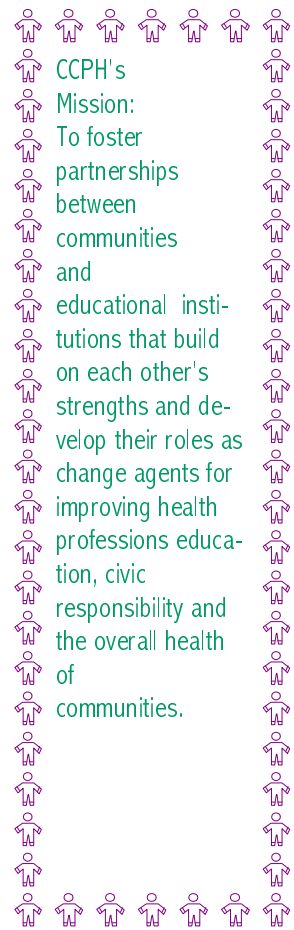 CCPH's
Mission:
To foster
partnerships
between
communities
and
educational insti-
tutions that build
on each other's
strengths and de-
velop their roles as
change agents for
improving health
professions educa-
tion, civic
responsibility and
the overall health
of
communities.